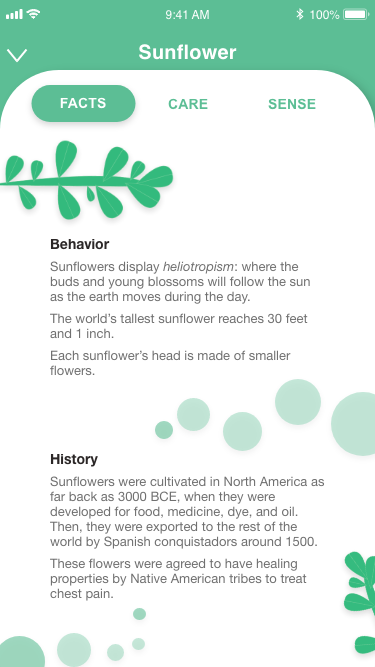 9:41 AM
100%
Sunflower
FACTS
CARE
SENSE
Behavior
Sunflowers display heliotropism: where the
buds and young blossoms will follow the sun
as the earth moves during the day.
The world’s tallest sunflower reaches 30 feet
and 1 inch.
Each sunflower’s head is made of smaller
flowers.
History
Sunflowers were cultivated in North America as
far back as 3000 BCE, when they were
developed for food, medicine, dye, and oil.
Then, they were exported to the rest of the
world by Spanish conquistadors around 1500.
These flowers were agreed to have healing
properties by Native American tribes to treat
chest pain.